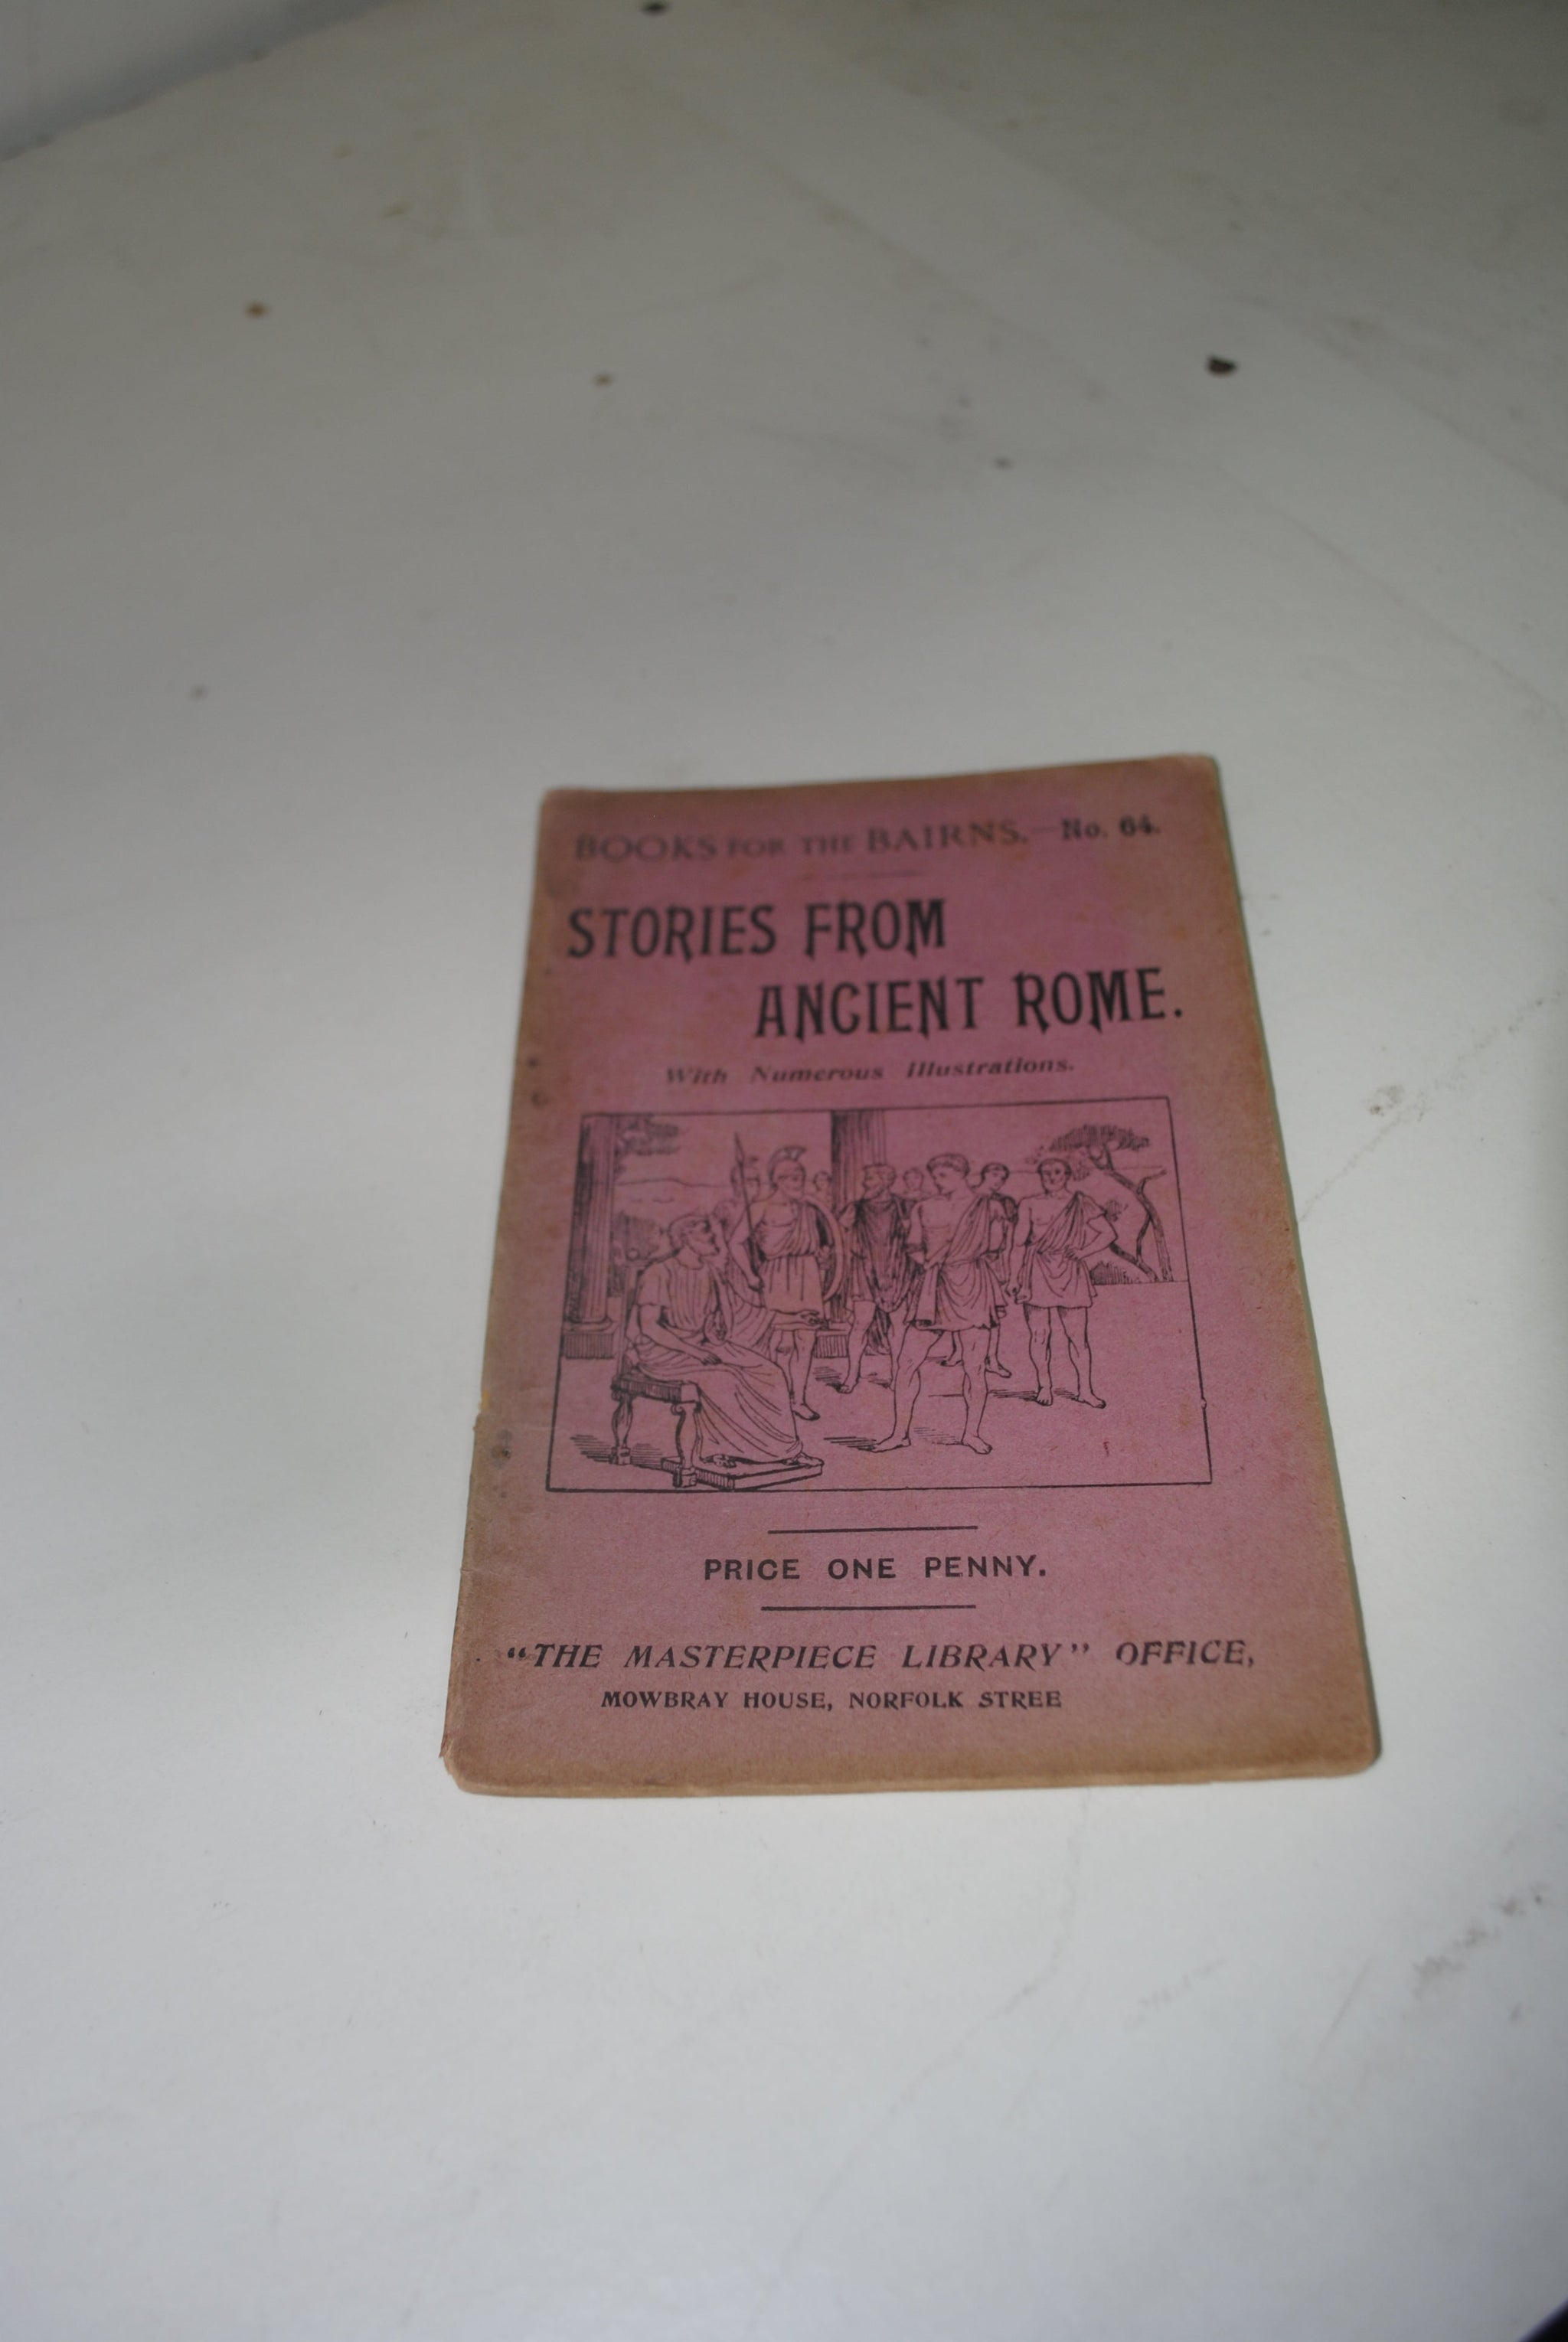 BOOKS FOR THE BAIRNS.—No. 64.
STORIES FROM
ANCIENT ROME.
With Numerous Illustrations.
PRICE ONE PENNY.
“THE MASTERPIECE LIBRARY” OFFICE,
MOWBRAY HOUSE, NORFOLK STREE